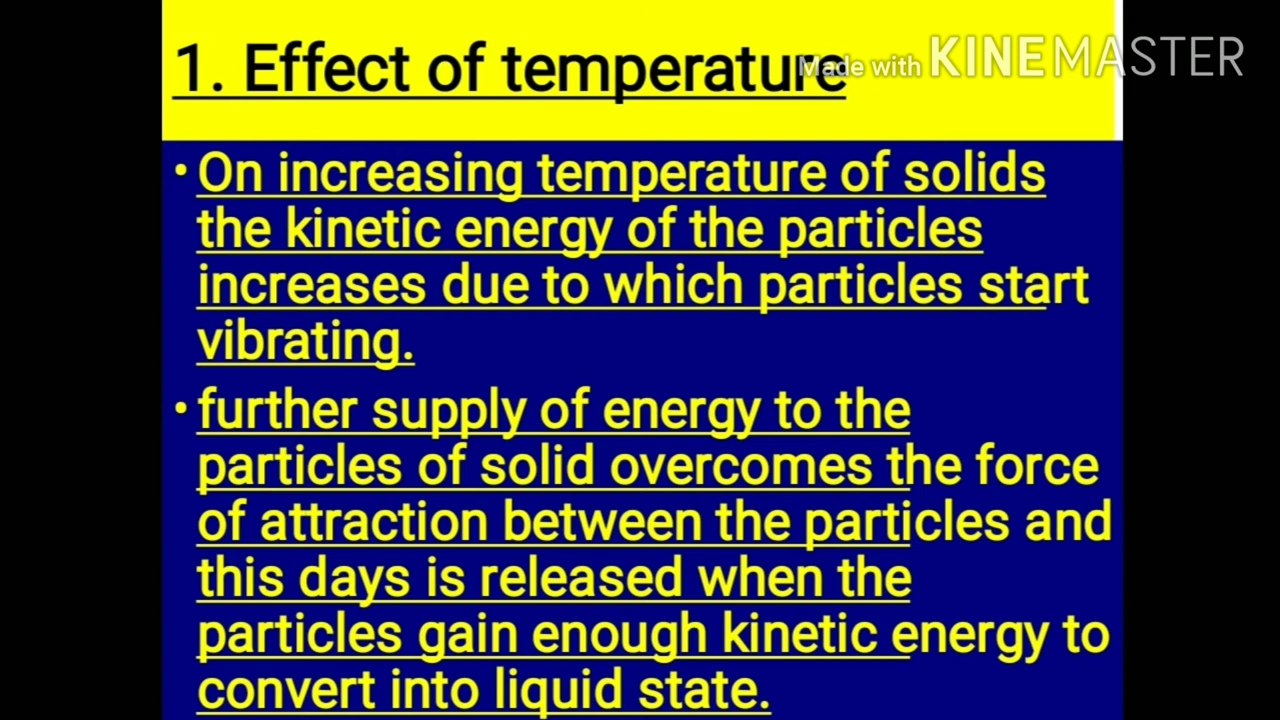 1. Effect of temperature
Made with KINEMASTER
• On increasing temperature of solids
the kinetic energy of the particles
increases due to which particles start
vibrating.
• further supply of energy to the
particles of solid overcomes the force
of attraction between the particles and
this days is released when the
particles gain enough kinetic energy to
convert into liquid state.